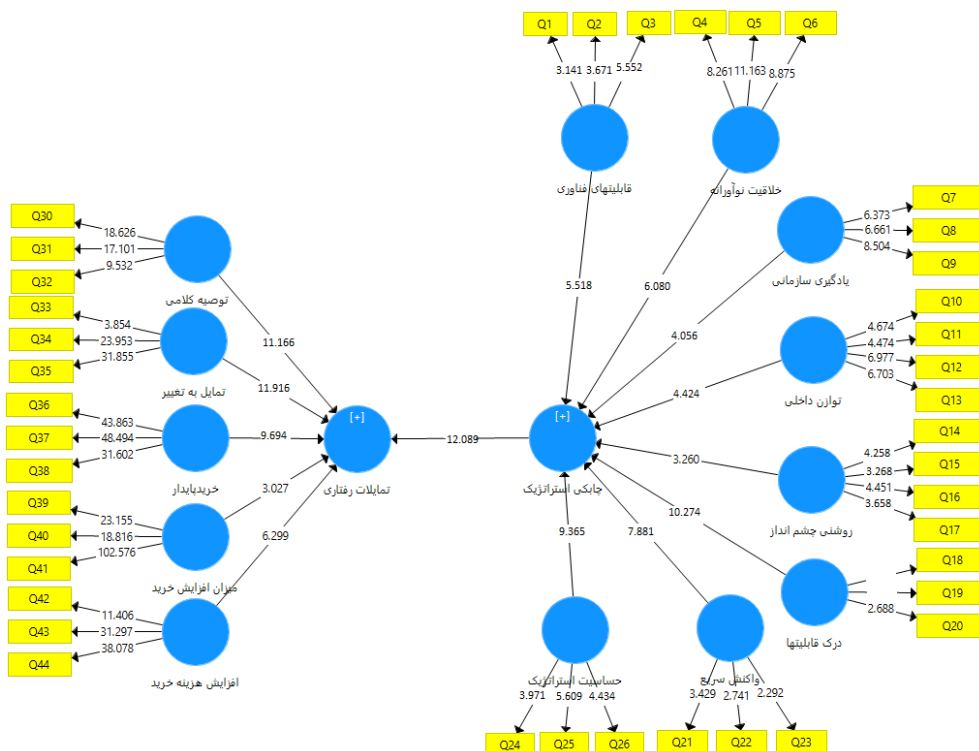 Q1 Q2 Q3 Q4 Q5 Q6
3.141 3.671 5.552 8.261 11.163 8.875
قابلیتهای فناوری
خلاقیت نوآورانه
Q7
Q8
Q9
6.373
6.661
8.504
یادگیری سازمانی
Q30
Q31
Q32
18.626
17.101
9.532
توصیه کلامی
Q33
Q34
Q35
3.854
23.953
31.855
تمایل به تغییر
Q36
Q37
Q38
43.863
48.494
31.602
خریدپایدار
Q39
Q40
Q41
23.155
18.816
102.576
میزان افزایش خرید
Q42
Q43
Q44
11.406
31.297
38.078
افزایش هزینه خرید
11.166
11.916
9.694
3.027
6.299
[+]
تمایلات رفتاری
12.089
[+]
چابکی استراتژیک
5.518
6.080
4.056
4.424
3.260
10.274
7.881
9.365
Q10
Q11
Q12
Q13
4.674
4.474
6.977
6.703
توازن داخلی
Q14
Q15
Q16
Q17
4.258
3.268
4.451
3.658
روشنی چشم انداز
Q18
Q19
Q20
2.688
درک قابلیتها
حساسیت استراتژیک
3.971 5.609 4.434
Q24 Q25 Q26
واکنش سریع
3.429 2.741 2.292
Q21 Q22 Q23